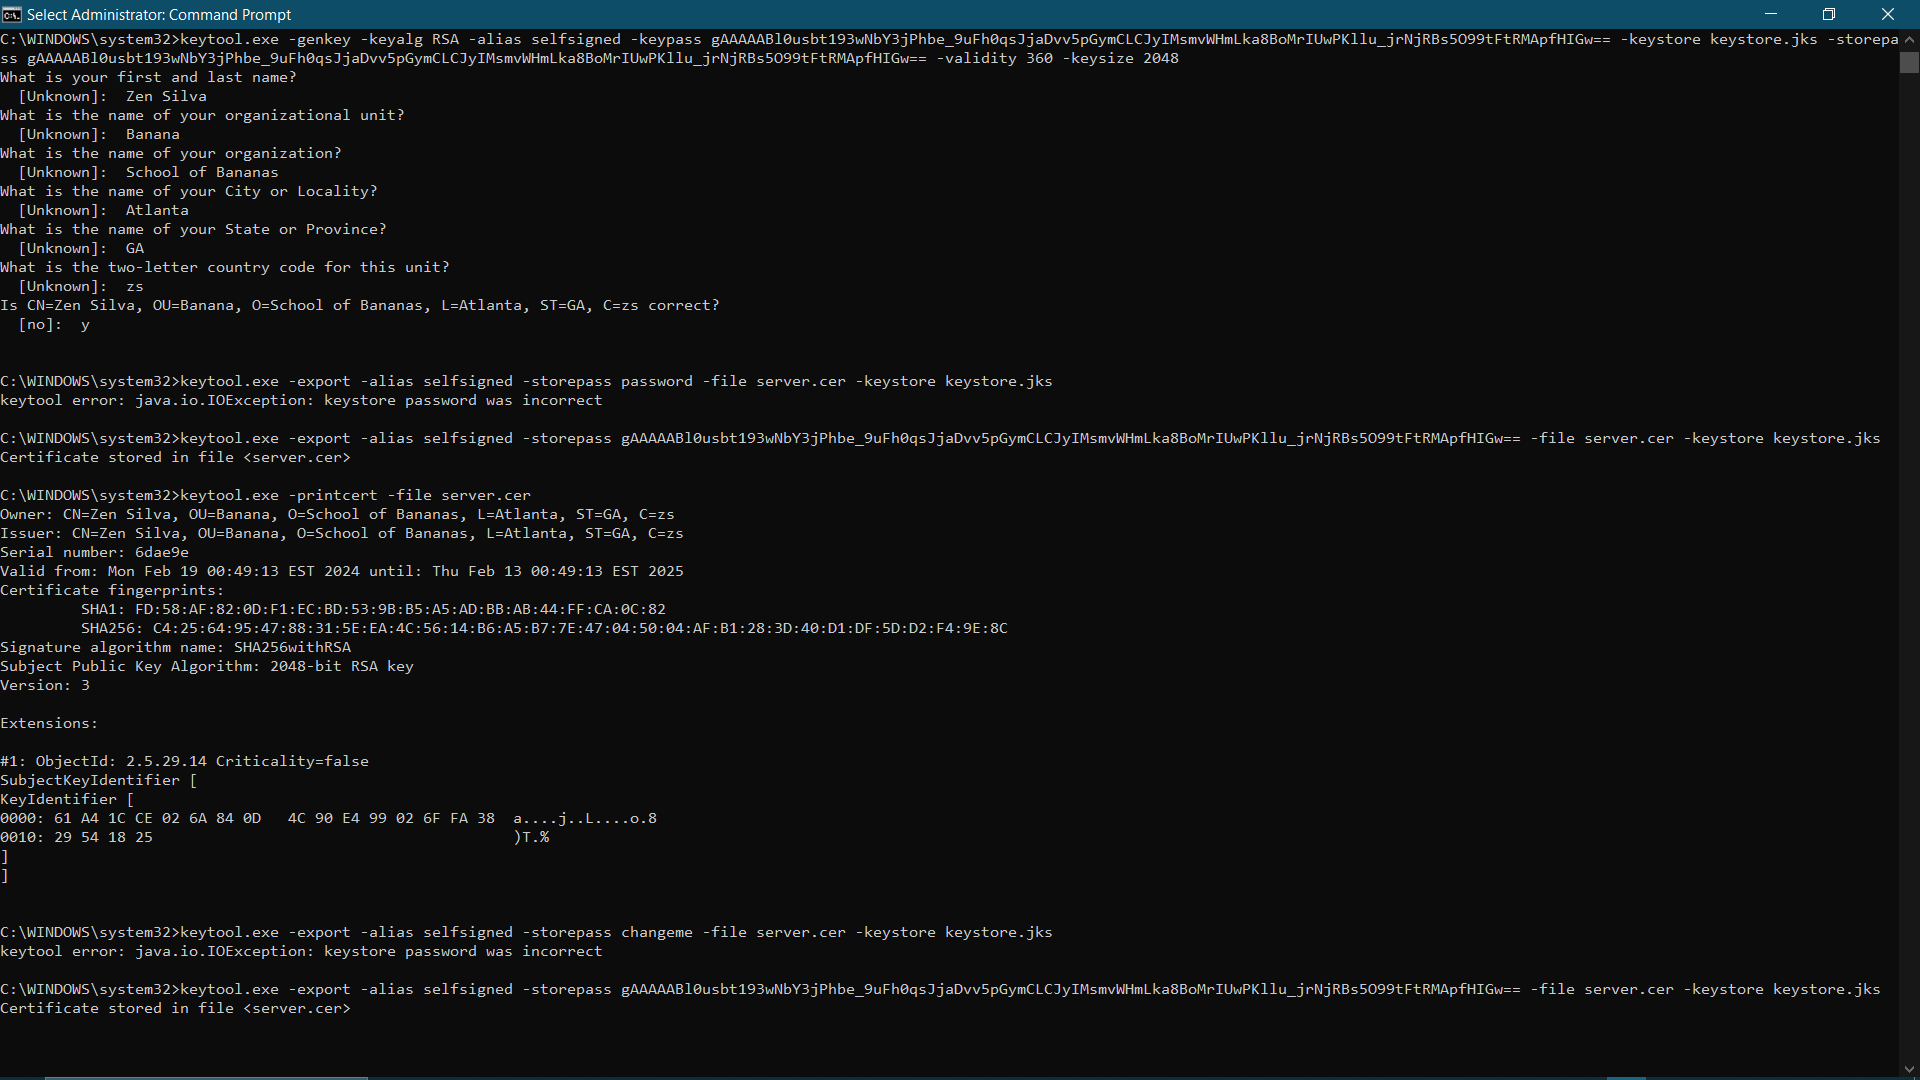 Select Administrator: Command Prompt
C:\WINDOWS\system32>keytool.exe -genkey -keyalg RSA -alias selfsigned -keypass gAAAAABl0usbt193wNbY3jPhbe_9uFh0qsJjaDvv5pGymCLCJyIMsmvWHmLka8BoMrIUwPKllu_jrNjRBs5O99tFtRMApfHIGw== -keystore keystore.jks -storepa
ss gAAAAABl0usbt193wNbY3jPhbe_9uFh0qsJjaDvv5pGymCLCJyIMsmvWHmLka8BoMrIUwPKllu_jrNjRBs5O99tFtRMApfHIGw== -validity 360 -keysize 2048
What is your first and last name?
  [Unknown]:  Zen Silva
What is the name of your organizational unit?
  [Unknown]:  Banana
What is the name of your organization?
  [Unknown]:  School of Bananas
What is the name of your City or Locality?
  [Unknown]:  Atlanta
What is the name of your State or Province?
  [Unknown]:  GA
What is the two-letter country code for this unit?
  [Unknown]:  zs
Is CN=Zen Silva, OU=Banana, O=School of Bananas, L=Atlanta, ST=GA, C=zs correct?
  [no]:  y
C:\WINDOWS\system32>keytool.exe -export -alias selfsigned -storepass password -file server.cer -keystore keystore.jks
keytool error: java.io.IOException: keystore password was incorrect
C:\WINDOWS\system32>keytool.exe -export -alias selfsigned -storepass gAAAAABl0usbt193wNbY3jPhbe_9uFh0qsJjaDvv5pGymCLCJyIMsmvWHmLka8BoMrIUwPKllu_jrNjRBs5O99tFtRMApfHIGw== -file server.cer -keystore keystore.jks
Certificate stored in file <server.cer>
C:\WINDOWS\system32>keytool.exe -printcert -file server.cer
Owner: CN=Zen Silva, OU=Banana, O=School of Bananas, L=Atlanta, ST=GA, C=zs
Issuer: CN=Zen Silva, OU=Banana, O=School of Bananas, L=Atlanta, ST=GA, C=zs
Serial number: 6dae9e
Valid from: Mon Feb 19 00:49:13 EST 2024 until: Thu Feb 13 00:49:13 EST 2025
Certificate fingerprints:
         SHA1: FD:58:AF:82:0D:F1:EC:BD:53:9B:B5:A5:AD:BB:AB:44:FF:CA:0C:82
         SHA256: C4:25:64:95:47:88:31:5E:EA:4C:56:14:B6:A5:B7:7E:47:04:50:04:AF:B1:28:3D:40:D1:DF:5D:D2:F4:9E:8C
Signature algorithm name: SHA256withRSA
Subject Public Key Algorithm: 2048-bit RSA key
Version: 3
Extensions:
#1: ObjectId: 2.5.29.14 Criticality=false
SubjectKeyIdentifier [
KeyIdentifier [
0000: 61 A4 1C CE 02 6A 84 0D   4C 90 E4 99 02 6F FA 38  a....j..L....o.8
0010: 29 54 18 25                                        )T.%
]
]
C:\WINDOWS\system32>keytool.exe -export -alias selfsigned -storepass changeme -file server.cer -keystore keystore.jks
keytool error: java.io.IOException: keystore password was incorrect
C:\WINDOWS\system32>keytool.exe -export -alias selfsigned -storepass gAAAAABl0usbt193wNbY3jPhbe_9uFh0qsJjaDvv5pGymCLCJyIMsmvWHmLka8BoMrIUwPKllu_jrNjRBs5O99tFtRMApfHIGw== -file server.cer -keystore keystore.jks
Certificate stored in file <server.cer>